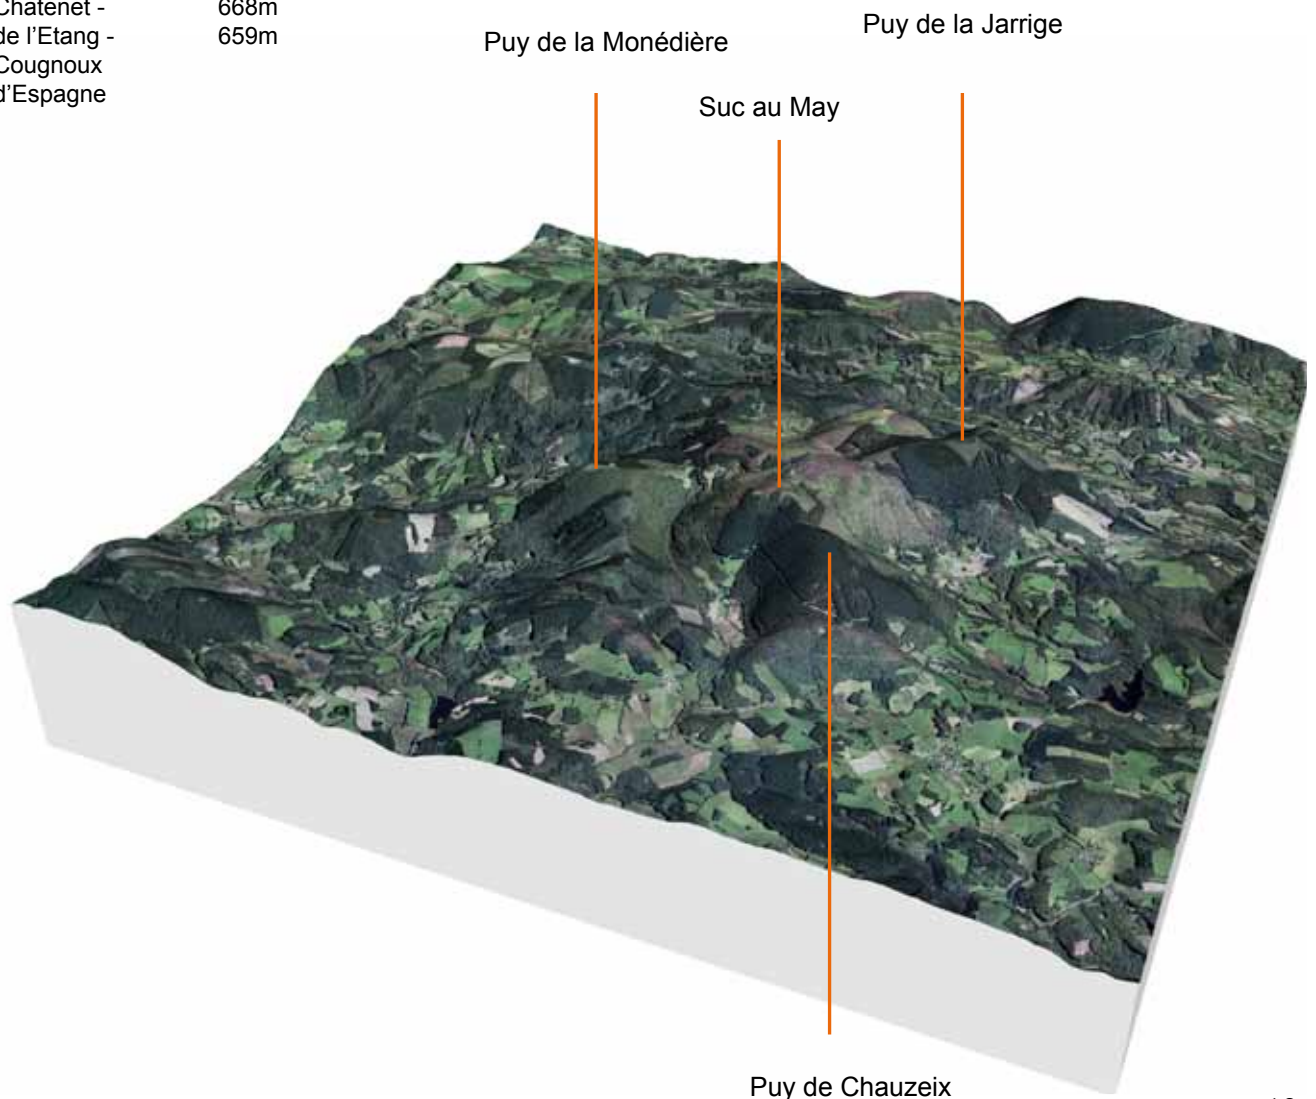 Chatenet - 668m
de l'Etang - 659m
Cougnoux
d'Espagne
Puy de la Jarrige
Puy de la Monédière
Suc au May
Puy de Chauzeix